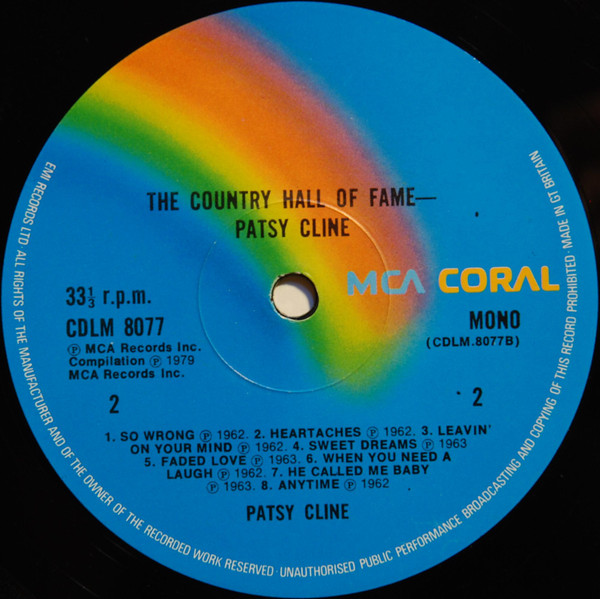 THE COUNTRY HALL OF FAME—
PATSY CLINE
MCA CORAL
33⅓ r.p.m.
CDLM 8077
Ⓟ MCA Records Inc.
Compilation Ⓟ 1979
MCA Records Inc.
MONO
(CDLM.8077B)
2
2
1. SO WRONG Ⓟ 1962. 2. HEARTACHES Ⓟ 1962. 3. LEAVIN'
ON YOUR MIND Ⓟ 1962. 4. SWEET DREAMS Ⓟ 1963
5. FADED LOVE Ⓟ 1963. 6. WHEN YOU NEED A
LAUGH Ⓟ 1962. 7. HE CALLED ME BABY
Ⓟ 1963. 8. ANYTIME Ⓟ 1962
PATSY CLINE
EMI RECORDS LTD · ALL RIGHTS OF THE MANUFACTURER AND OF THE OWNER OF THE RECORDED WORK RESERVED · UNAUTHORISED PUBLIC PERFORMANCE BROADCASTING AND COPYING OF THIS RECORD PROHIBITED · MADE IN GT BRITAIN